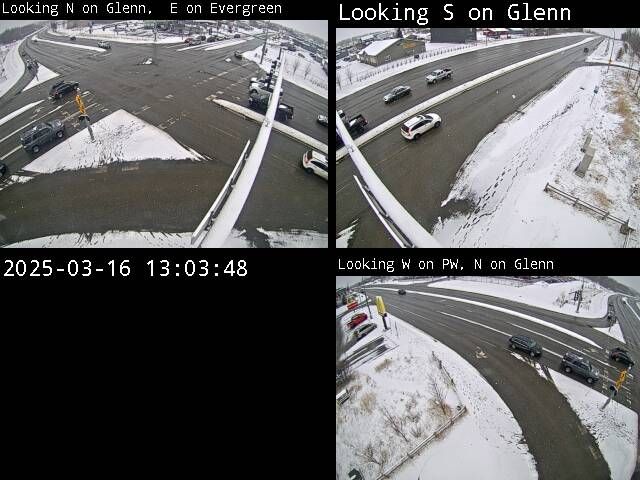 Looking N on Glenn,  E on Evergreen
Looking S on Glenn
2025-03-16 13:03:48
Looking W on PW, N on Glenn